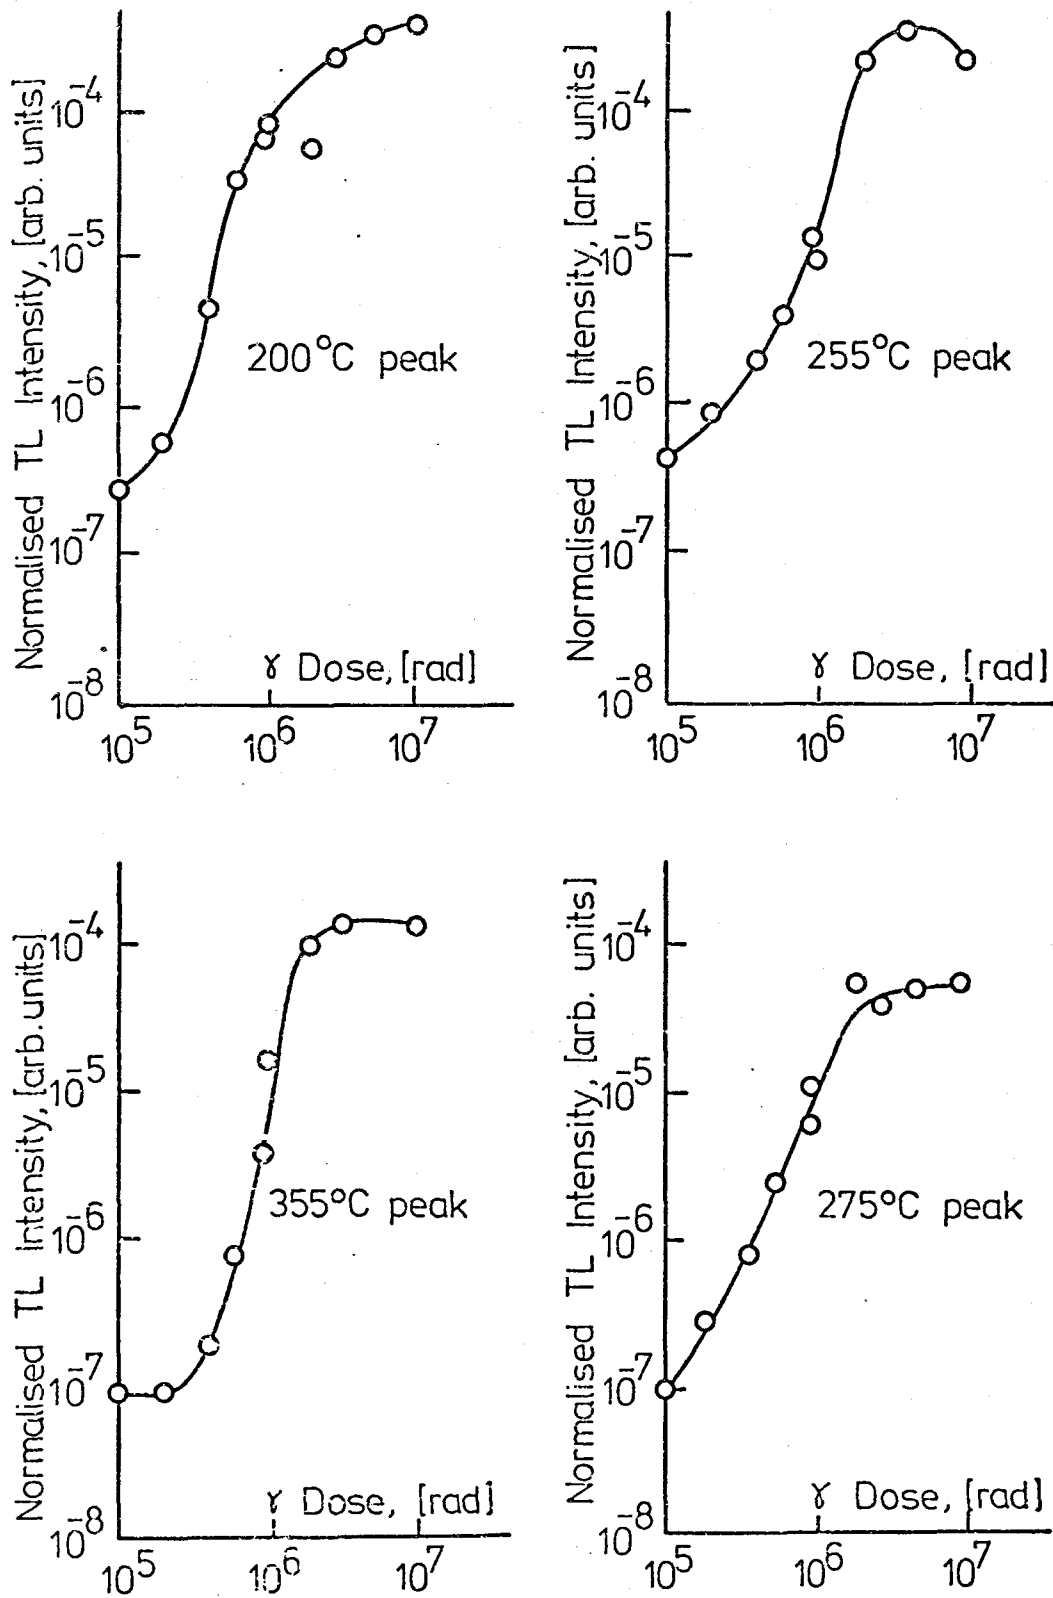 Normalised TL Intensity, [arb. units]
10⁻⁴
10⁻⁵
10⁻⁶
10⁻⁷
10⁻⁸
200°C peak
γ Dose, [rad]
10⁵ 10⁶ 10⁷
Normalised TL Intensity, [arb. units]
10⁻⁴
10⁻⁵
10⁻⁶
10⁻⁷
10⁻⁸
255°C peak
γ Dose, [rad]
10⁵ 10⁶ 10⁷
Normalised TL Intensity, [arb. units]
10⁻⁴
10⁻⁵
10⁻⁶
10⁻⁷
10⁻⁸
355°C peak
γ Dose, [rad]
10⁵ 10⁶ 10⁷
Normalised TL Intensity, [arb. units]
10⁻⁴
10⁻⁵
10⁻⁶
10⁻⁷
10⁻⁸
275°C peak
γ Dose, [rad]
10⁵ 10⁶ 10⁷